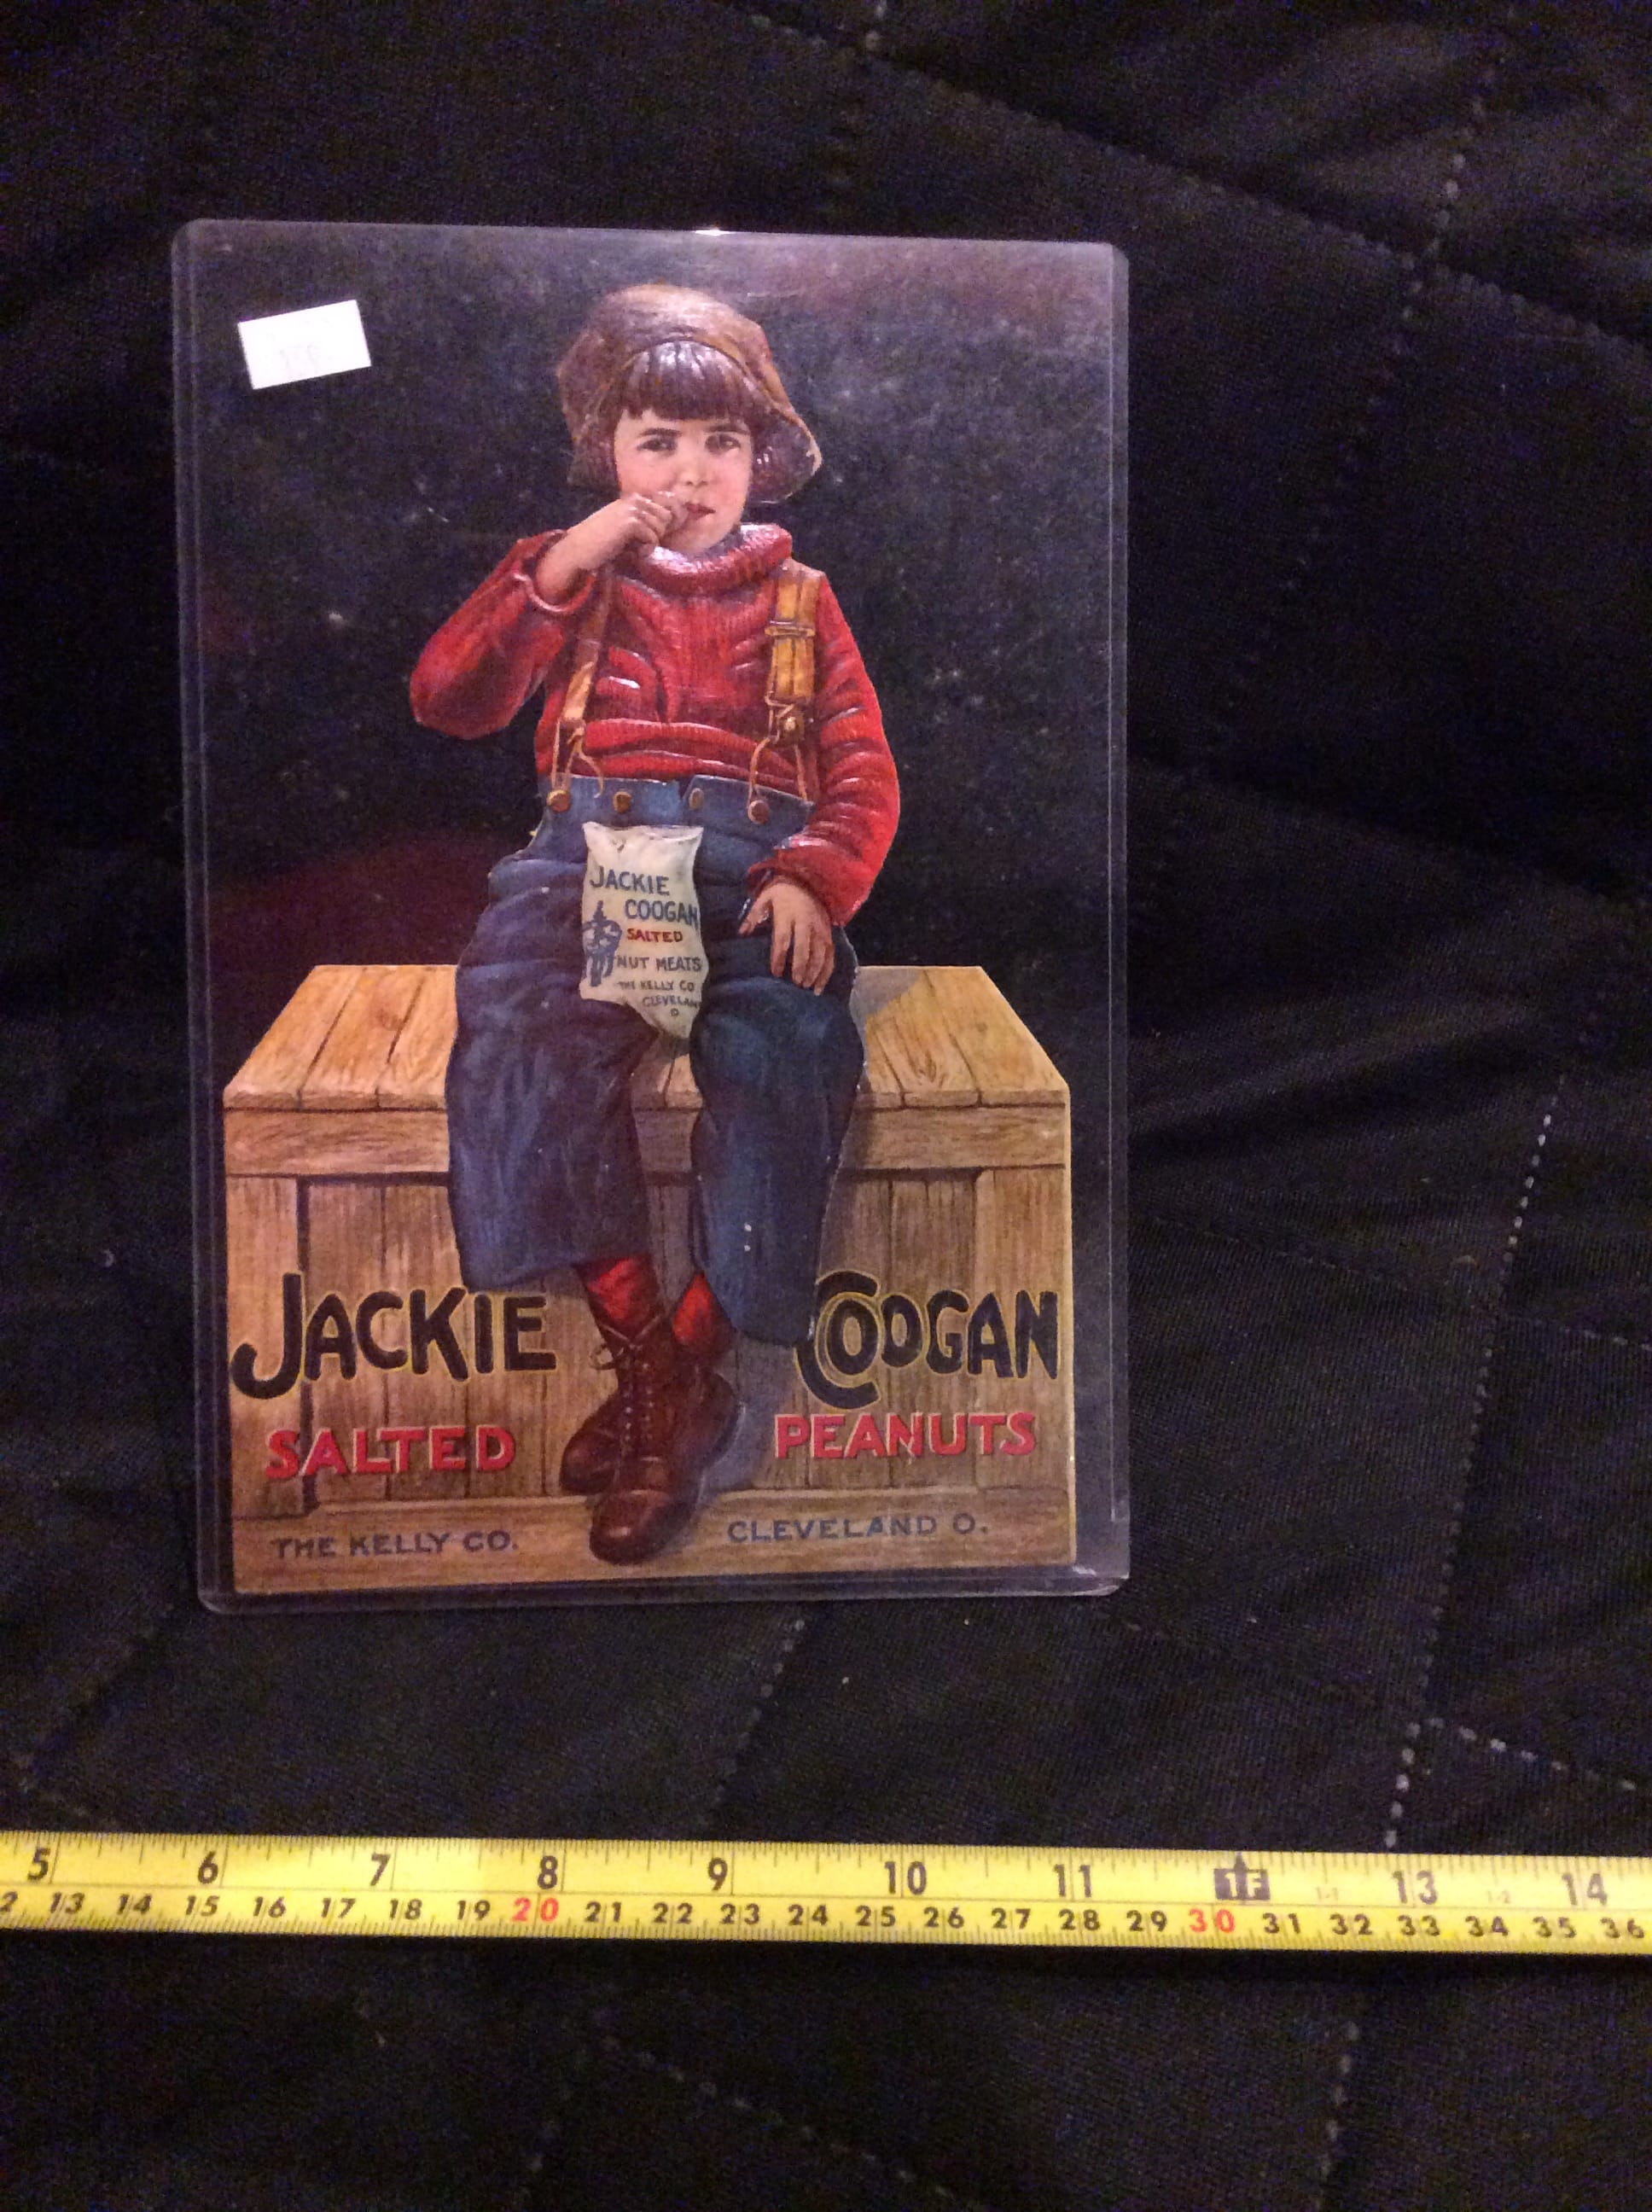 JACKIE
COOGAN
SALTED
NUT MEATS
THE KELLY CO
CLEVELAN
O
JACKIE COOGAN
SALTED PEANUTS
THE KELLY CO. CLEVELAND O.
5 6 7 8 9 10 11 1F 13 14
2 13 14 15 16 17 18 19 20 21 22 23 24 25 26 27 28 29 30 31 32 33 34 35 36